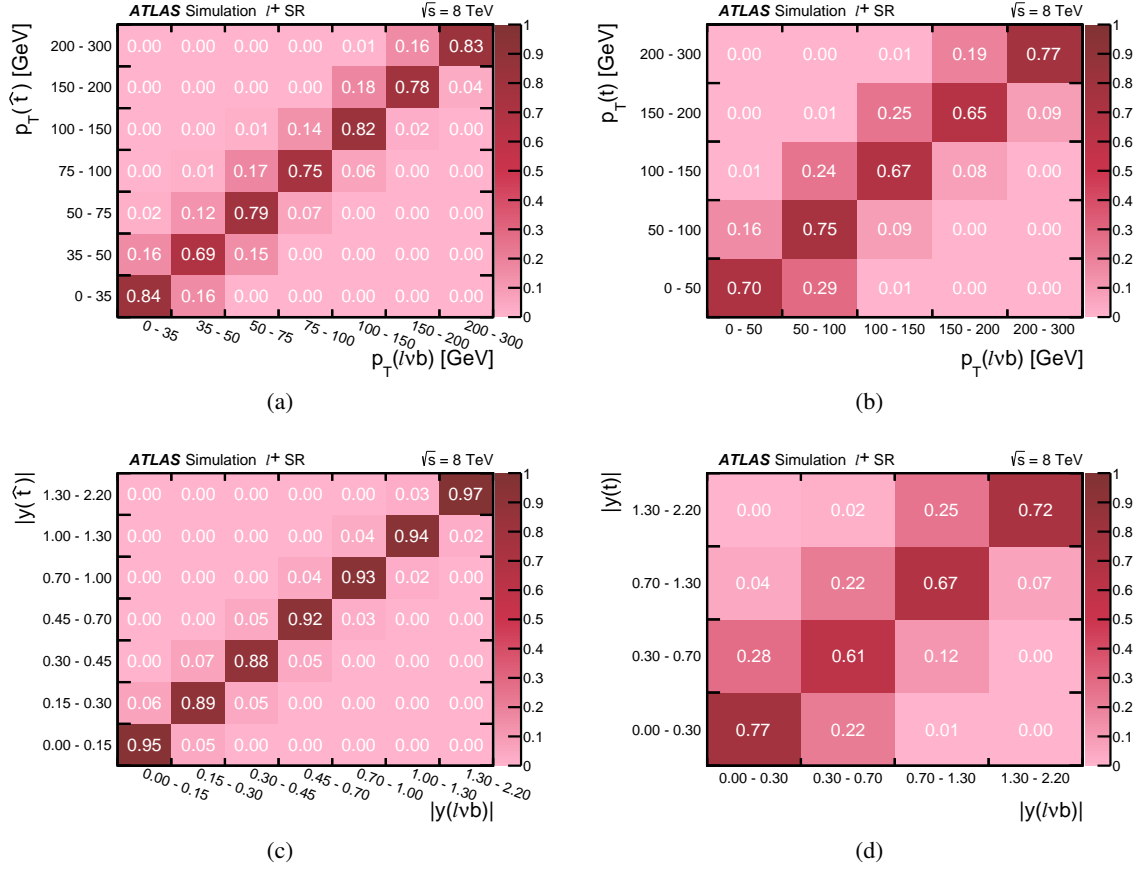 ATLAS Simulation l+ SR √s = 8 TeV
p_T(t̂) [GeV]
200 - 300 0.00 0.00 0.00 0.00 0.01 0.16 0.83
150 - 200 0.00 0.00 0.00 0.00 0.18 0.78 0.04
100 - 150 0.00 0.00 0.01 0.14 0.82 0.02 0.00
75 - 100 0.00 0.01 0.17 0.75 0.06 0.00 0.00
50 - 75 0.02 0.12 0.79 0.07 0.00 0.00 0.00
35 - 50 0.16 0.69 0.15 0.00 0.00 0.00 0.00
0 - 35 0.84 0.16 0.00 0.00 0.00 0.00 0.00
0 - 35 35 - 50 50 - 75 75 - 100 100 - 150 150 - 200 200 - 300
p_T(lνb) [GeV]
1
0.9
0.8
0.7
0.6
0.5
0.4
0.3
0.2
0.1
0
(a)
ATLAS Simulation l+ SR √s = 8 TeV
p_T(t) [GeV]
200 - 300 0.00 0.00 0.01 0.19 0.77
150 - 200 0.00 0.01 0.25 0.65 0.09
100 - 150 0.01 0.24 0.67 0.08 0.00
50 - 100 0.16 0.75 0.09 0.00 0.00
0 - 50 0.70 0.29 0.01 0.00 0.00
0 - 50 50 - 100 100 - 150 150 - 200 200 - 300
p_T(lνb) [GeV]
1
0.9
0.8
0.7
0.6
0.5
0.4
0.3
0.2
0.1
0
(b)
ATLAS Simulation l+ SR √s = 8 TeV
|y(t̂)|
1.30 - 2.20 0.00 0.00 0.00 0.00 0.00 0.03 0.97
1.00 - 1.30 0.00 0.00 0.00 0.00 0.04 0.94 0.02
0.70 - 1.00 0.00 0.00 0.00 0.04 0.93 0.02 0.00
0.45 - 0.70 0.00 0.00 0.05 0.92 0.03 0.00 0.00
0.30 - 0.45 0.00 0.07 0.88 0.05 0.00 0.00 0.00
0.15 - 0.30 0.06 0.89 0.05 0.00 0.00 0.00 0.00
0.00 - 0.15 0.95 0.05 0.00 0.00 0.00 0.00 0.00
0.00 - 0.15 0.15 - 0.30 0.30 - 0.45 0.45 - 0.70 0.70 - 1.00 1.00 - 1.30 1.30 - 2.20
|y(lνb)|
1
0.9
0.8
0.7
0.6
0.5
0.4
0.3
0.2
0.1
0
(c)
ATLAS Simulation l+ SR √s = 8 TeV
|y(t)|
1.30 - 2.20 0.00 0.02 0.25 0.72
0.70 - 1.30 0.04 0.22 0.67 0.07
0.30 - 0.70 0.28 0.61 0.12 0.00
0.00 - 0.30 0.77 0.22 0.01 0.00
0.00 - 0.30 0.30 - 0.70 0.70 - 1.30 1.30 - 2.20
|y(lνb)|
1
0.9
0.8
0.7
0.6
0.5
0.4
0.3
0.2
0.1
0
(d)